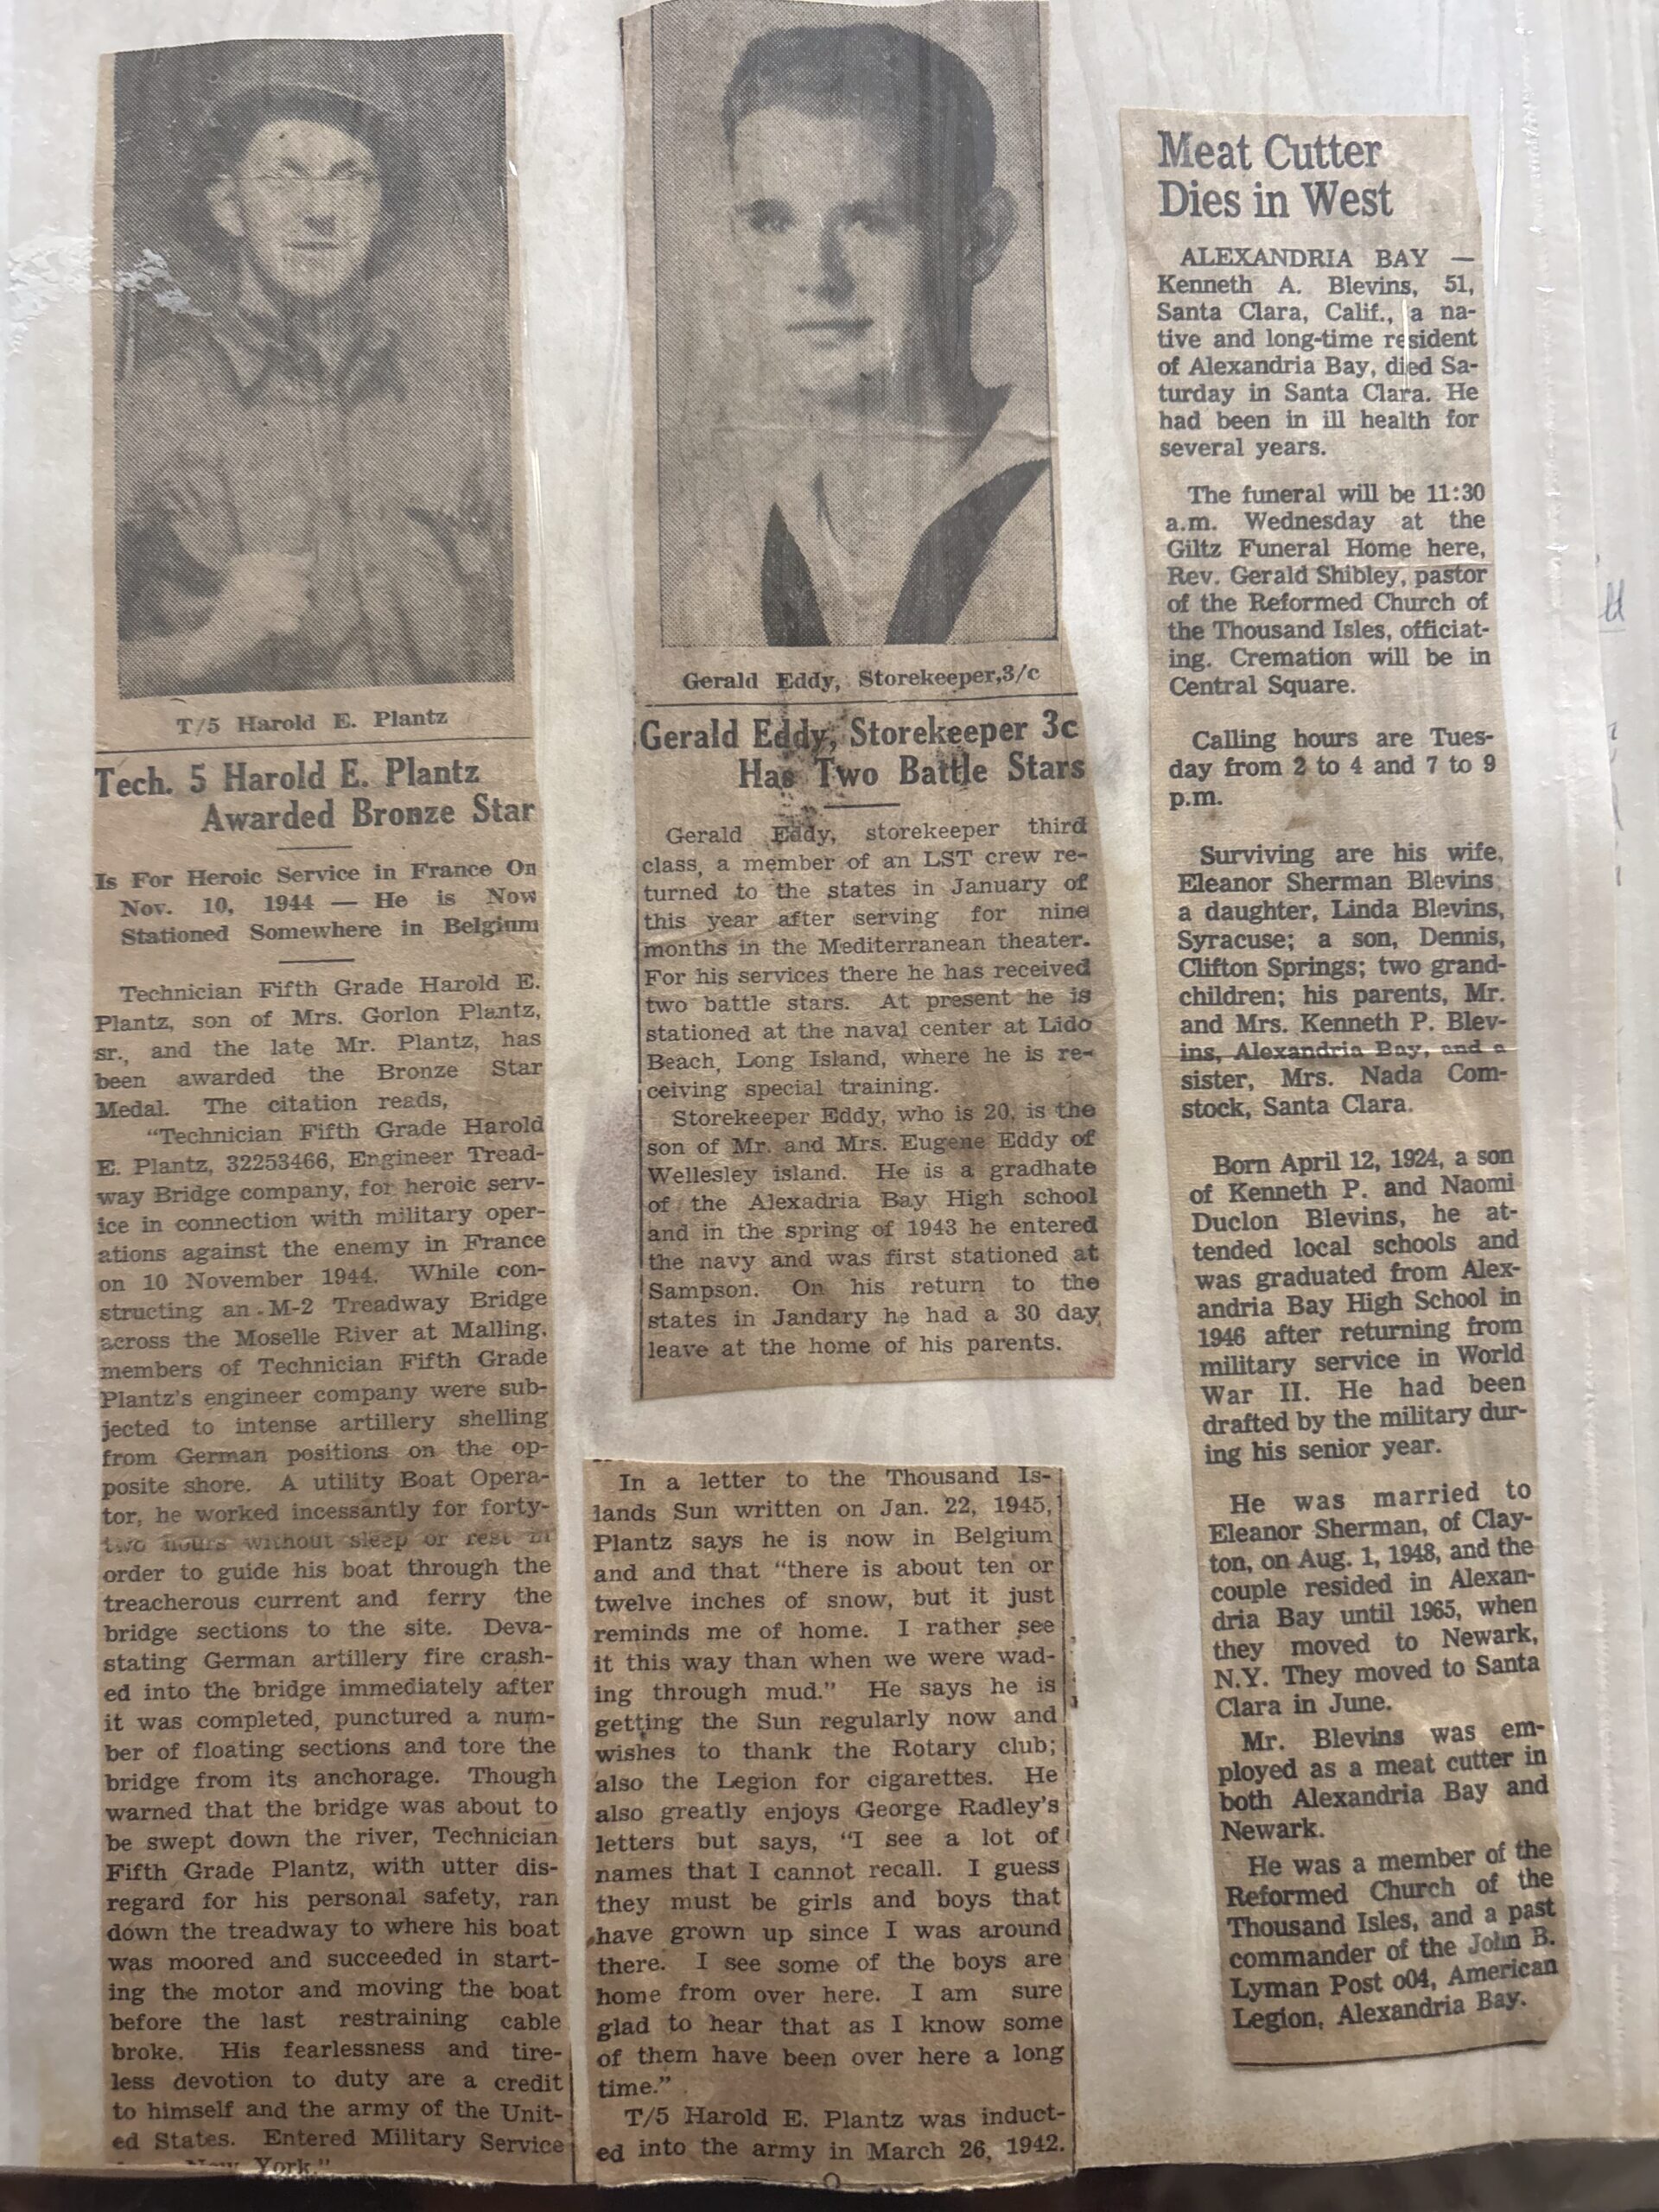 T/5 Harold E. Plantz
Tech. 5 Harold E. Plantz
Awarded Bronze Star
Is For Heroic Service in France On
Nov. 10, 1944 — He is Now
Stationed Somewhere in Belgium
Technician Fifth Grade Harold E.
Plantz, son of Mrs. Gorlon Plantz,
sr., and the late Mr. Plantz, has
been awarded the Bronze Star
Medal. The citation reads,
"Technician Fifth Grade Harold
E. Plantz, 32253466, Engineer Tread-
way Bridge company, for heroic serv-
ice in connection with military oper-
ations against the enemy in France
on 10 November 1944. While con-
structing an M-2 Treadway Bridge
across the Moselle River at Malling,
members of Technician Fifth Grade
Plantz's engineer company were sub-
jected to intense artillery shelling
from German positions on the op-
posite shore. A utility Boat Opera-
tor, he worked incessantly for forty-
two hours without sleep or rest in
order to guide his boat through the
treacherous current and ferry the
bridge sections to the site. Deva-
stating German artillery fire crash-
ed into the bridge immediately after
it was completed, punctured a num-
ber of floating sections and tore the
bridge from its anchorage. Though
warned that the bridge was about to
be swept down the river, Technician
Fifth Grade Plantz, with utter dis-
regard for his personal safety, ran
down the treadway to where his boat
was moored and succeeded in start-
ing the motor and moving the boat
before the last restraining cable
broke. His fearlessness and tire-
less devotion to duty are a credit
to himself and the army of the Unit-
ed States. Entered Military Service
New York."
Gerald Eddy, Storekeeper,3/c
Gerald Eddy, Storekeeper 3c
Has Two Battle Stars
Gerald Eddy, storekeeper third
class, a member of an LST crew re-
turned to the states in January of
this year after serving for nine
months in the Mediterranean theater.
For his services there he has received
two battle stars. At present he is
stationed at the naval center at Lido
Beach, Long Island, where he is re-
ceiving special training.
Storekeeper Eddy, who is 20, is the
son of Mr. and Mrs. Eugene Eddy of
Wellesley island. He is a gradhate
of the Alexadria Bay High school
and in the spring of 1943 he entered
the navy and was first stationed at
Sampson. On his return to the
states in Jandary he had a 30 day
leave at the home of his parents.
In a letter to the Thousand Is-
lands Sun written on Jan. 22, 1945,
Plantz says he is now in Belgium
and and that "there is about ten or
twelve inches of snow, but it just
reminds me of home. I rather see
it this way than when we were wad-
ing through mud." He says he is
getting the Sun regularly now and
wishes to thank the Rotary club;
also the Legion for cigarettes. He
also greatly enjoys George Radley's
letters but says, "I see a lot of
names that I cannot recall. I guess
they must be girls and boys that
have grown up since I was around
there. I see some of the boys are
home from over here. I am sure
glad to hear that as I know some
of them have been over here a long
time."
T/5 Harold E. Plantz was induct-
ed into the army in March 26, 1942.
Meat Cutter
Dies in West
ALEXANDRIA BAY —
Kenneth A. Blevins, 51,
Santa Clara, Calif., a na-
tive and long-time resident
of Alexandria Bay, died Sa-
turday in Santa Clara. He
had been in ill health for
several years.
The funeral will be 11:30
a.m. Wednesday at the
Giltz Funeral Home here,
Rev. Gerald Shibley, pastor
of the Reformed Church of
the Thousand Isles, officiat-
ing. Cremation will be in
Central Square.
Calling hours are Tues-
day from 2 to 4 and 7 to 9
p.m.
Surviving are his wife,
Eleanor Sherman Blevins;
a daughter, Linda Blevins,
Syracuse; a son, Dennis,
Clifton Springs; two grand-
children; his parents, Mr.
and Mrs. Kenneth P. Blev-
ins, Alexandria Bay, and a
sister, Mrs. Nada Com-
stock, Santa Clara.
Born April 12, 1924, a son
of Kenneth P. and Naomi
Duclon Blevins, he at-
tended local schools and
was graduated from Alex-
andria Bay High School in
1946 after returning from
military service in World
War II. He had been
drafted by the military dur-
ing his senior year.
He was married to
Eleanor Sherman, of Clay-
ton, on Aug. 1, 1948, and the
couple resided in Alexan-
dria Bay until 1965, when
they moved to Newark,
N.Y. They moved to Santa
Clara in June.
Mr. Blevins was em-
ployed as a meat cutter in
both Alexandria Bay and
Newark.
He was a member of the
Reformed Church of the
Thousand Isles, and a past
commander of the John B.
Lyman Post o04, American
Legion, Alexandria Bay.